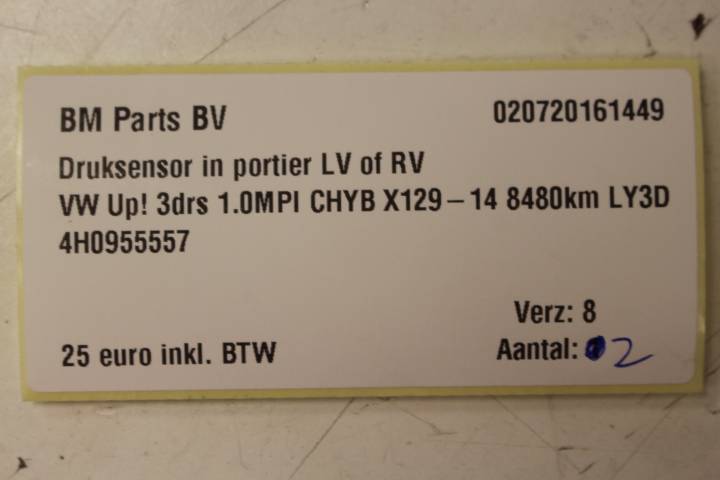 BM Parts BV 020720161449
Druksensor in portier LV of RV
VW Up! 3drs 1.0MPI CHYB X129-14 8480km LY3D
4H0955557
Verz: 8
25 euro inkl. BTW Aantal: 2